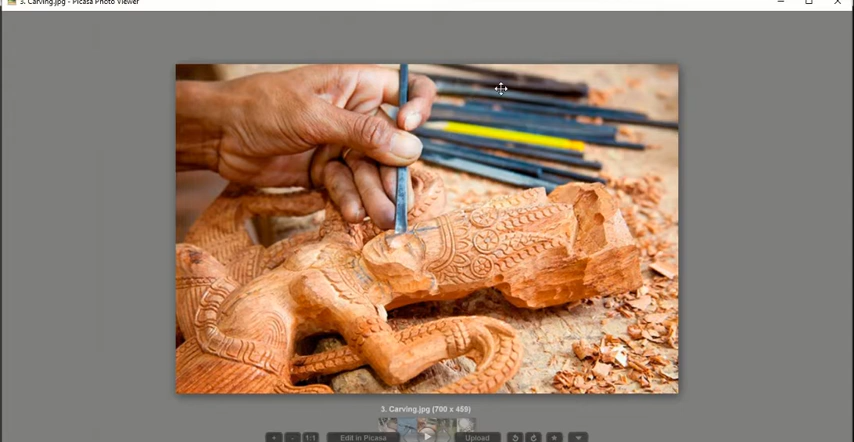 3. Carving.jpg - Picasa Photo Viewer
3. Carving.jpg (700 x 459)
+ - 1:1 Edit in Picasa Upload